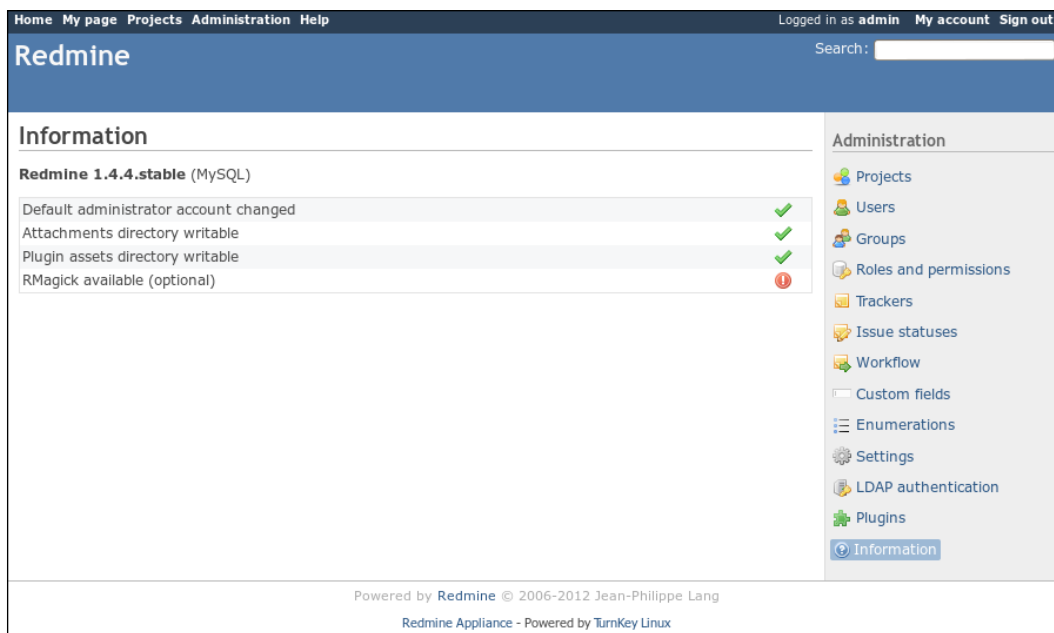 Home My page Projects Administration Help
Logged in as admin My account Sign out
Redmine
Search:
Information
Redmine 1.4.4.stable (MySQL)
Default administrator account changed
Attachments directory writable
Plugin assets directory writable
RMagick available (optional)
Administration
Projects
Users
Groups
Roles and permissions
Trackers
Issue statuses
Workflow
Custom fields
Enumerations
Settings
LDAP authentication
Plugins
Information
Powered by Redmine © 2006-2012 Jean-Philippe Lang
Redmine Appliance - Powered by TurnKey Linux